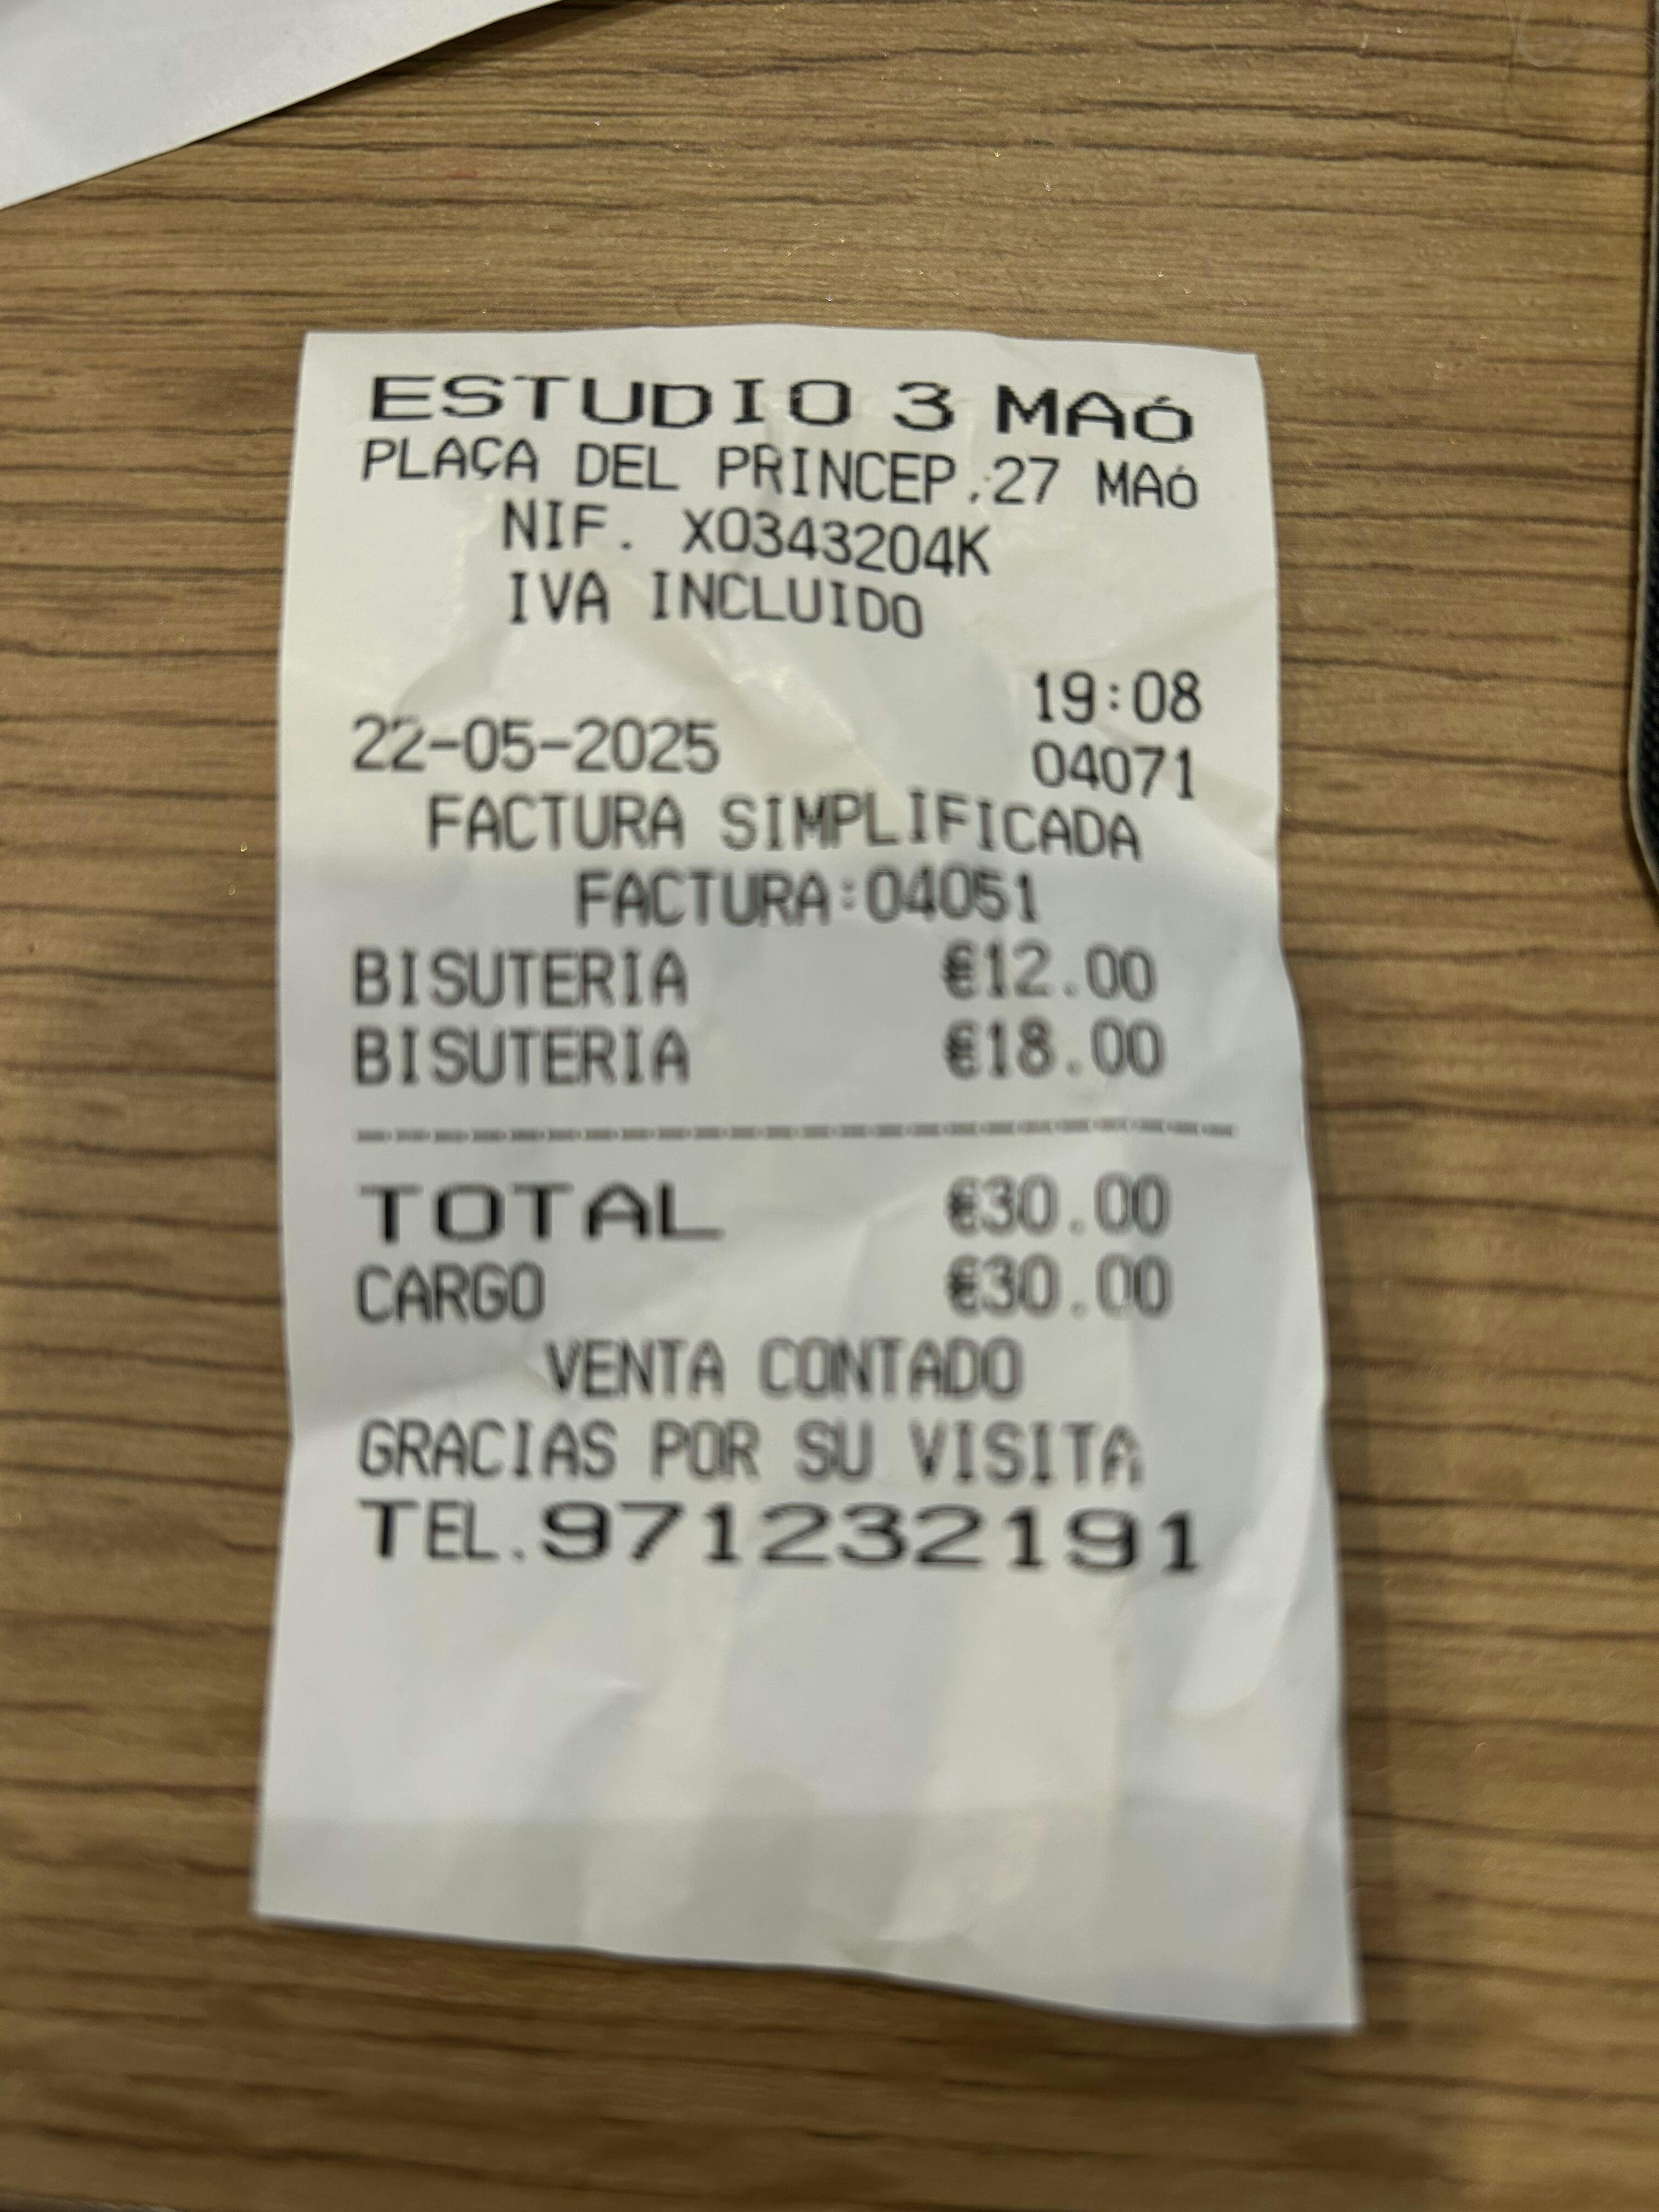 ESTUDIO 3 MAÓ
PLAÇA DEL PRINCEP,27 MAÓ
NIF. X0343204K
IVA INCLUIDO
19:08
22-05-2025 04071
FACTURA SIMPLIFICADA
FACTURA:04051
BISUTERIA €12.00
BISUTERIA €18.00
TOTAL €30.00
CARGO €30.00
VENTA CONTADO
GRACIAS POR SU VISITA
TEL.971232191